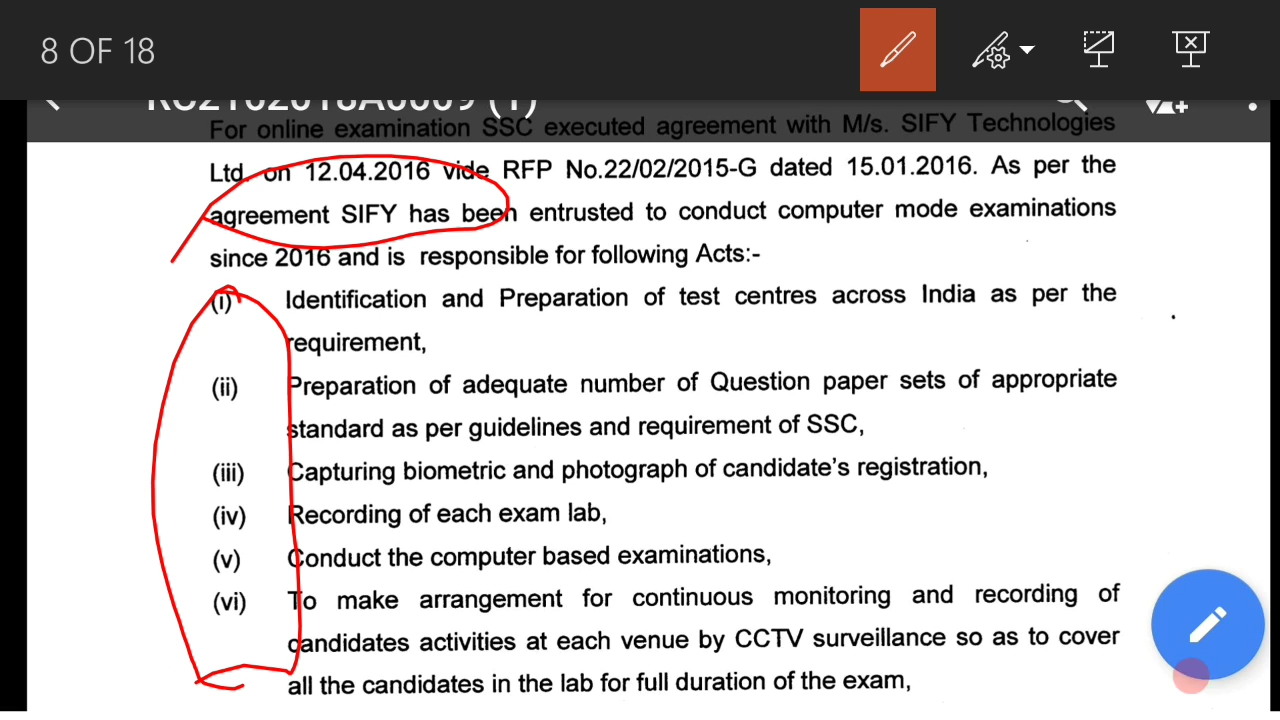 8 OF 18
RC2102018A0009 (1)
For online examination SSC executed agreement with M/s. SIFY Technologies
Ltd. on 12.04.2016 vide RFP No.22/02/2015-G dated 15.01.2016. As per the
agreement SIFY has been entrusted to conduct computer mode examinations
since 2016 and is responsible for following Acts:-
(i) Identification and Preparation of test centres across India as per the
requirement,
(ii) Preparation of adequate number of Question paper sets of appropriate
standard as per guidelines and requirement of SSC,
(iii) Capturing biometric and photograph of candidate's registration,
(iv) Recording of each exam lab,
(v) Conduct the computer based examinations,
(vi) To make arrangement for continuous monitoring and recording of
candidates activities at each venue by CCTV surveillance so as to cover
all the candidates in the lab for full duration of the exam,